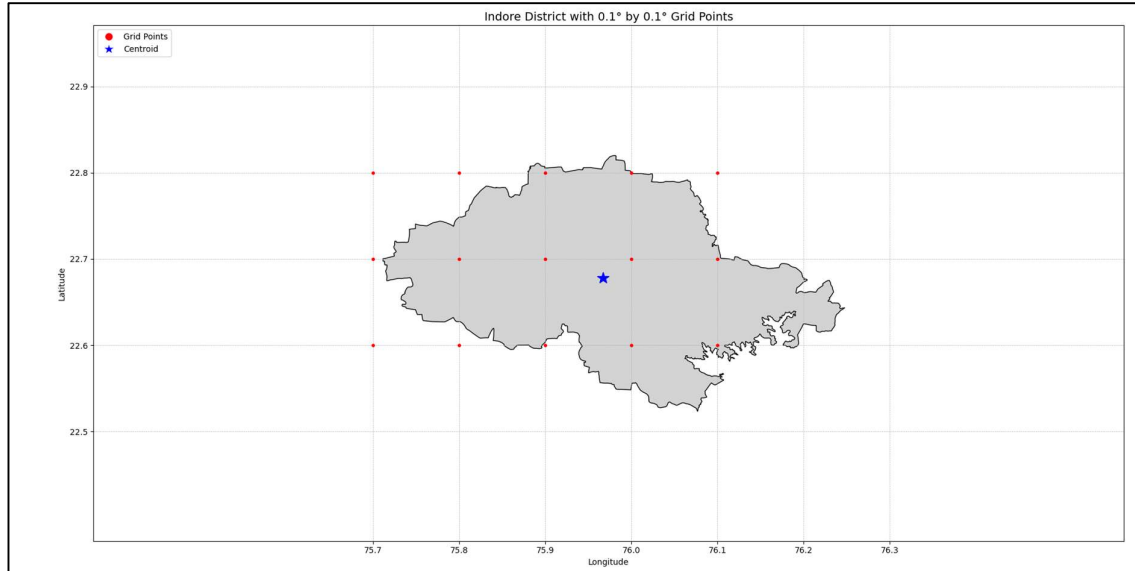 Indore District with 0.1° by 0.1° Grid Points
Grid Points
Centroid
22.9
22.8
22.7
22.6
22.5
Latitude
75.7 75.8 75.9 76.0 76.1 76.2 76.3
Longitude